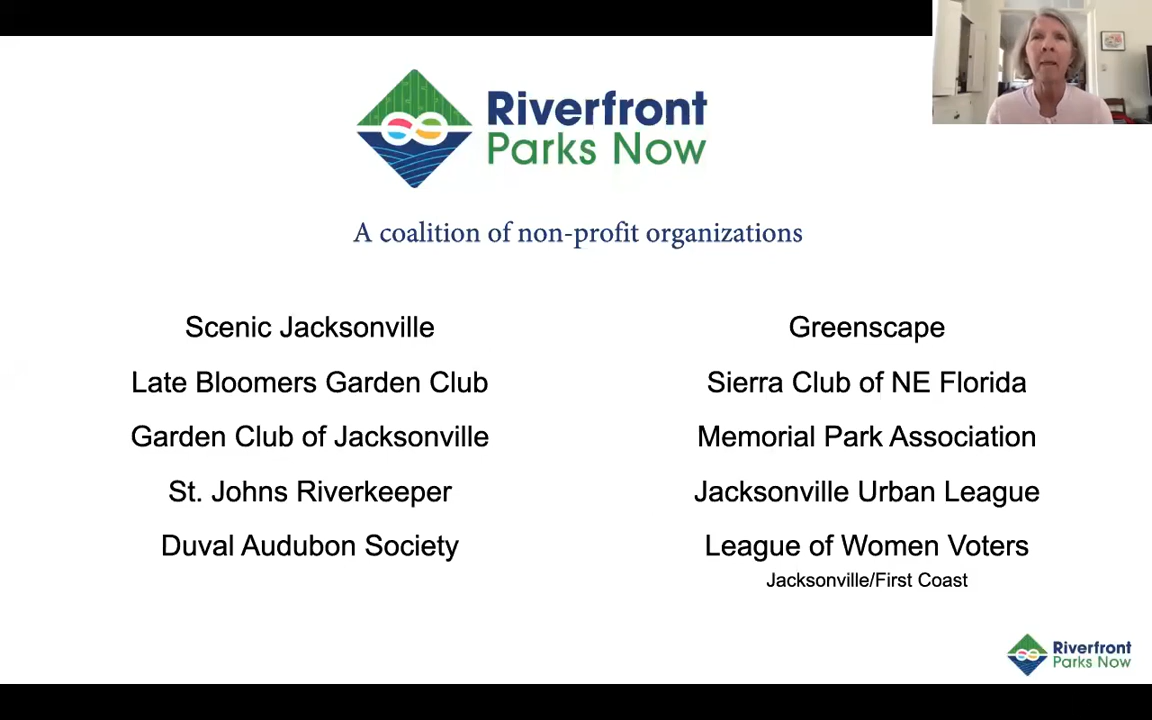 Riverfront
Parks Now
A coalition of non-profit organizations
Scenic Jacksonville
Late Bloomers Garden Club
Garden Club of Jacksonville
St. Johns Riverkeeper
Duval Audubon Society
Greenscape
Sierra Club of NE Florida
Memorial Park Association
Jacksonville Urban League
League of Women Voters
Jacksonville/First Coast
Riverfront
Parks Now